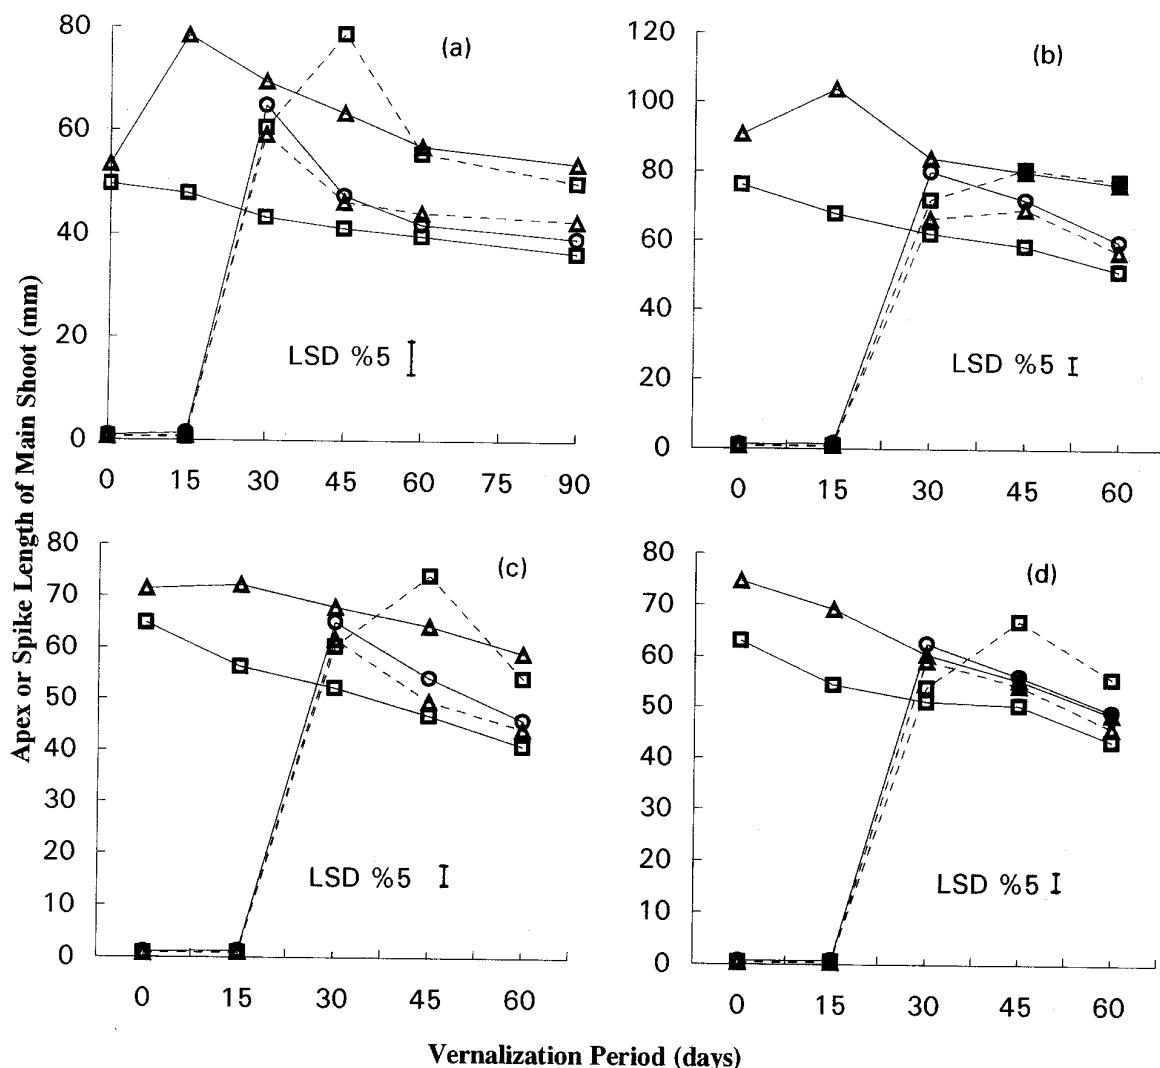 80
60
40
20
0
(a)
LSD %5
0 15 30 45 60 75 90
120
100
80
60
40
20
0
(b)
LSD %5
0 15 30 45 60
Apex or Spike Length of Main Shoot (mm)
80
70
60
50
40
30
20
10
0
(c)
LSD %5
0 15 30 45 60
80
70
60
50
40
30
20
10
0
(d)
LSD %5
0 15 30 45 60
Vernalization Period (days)